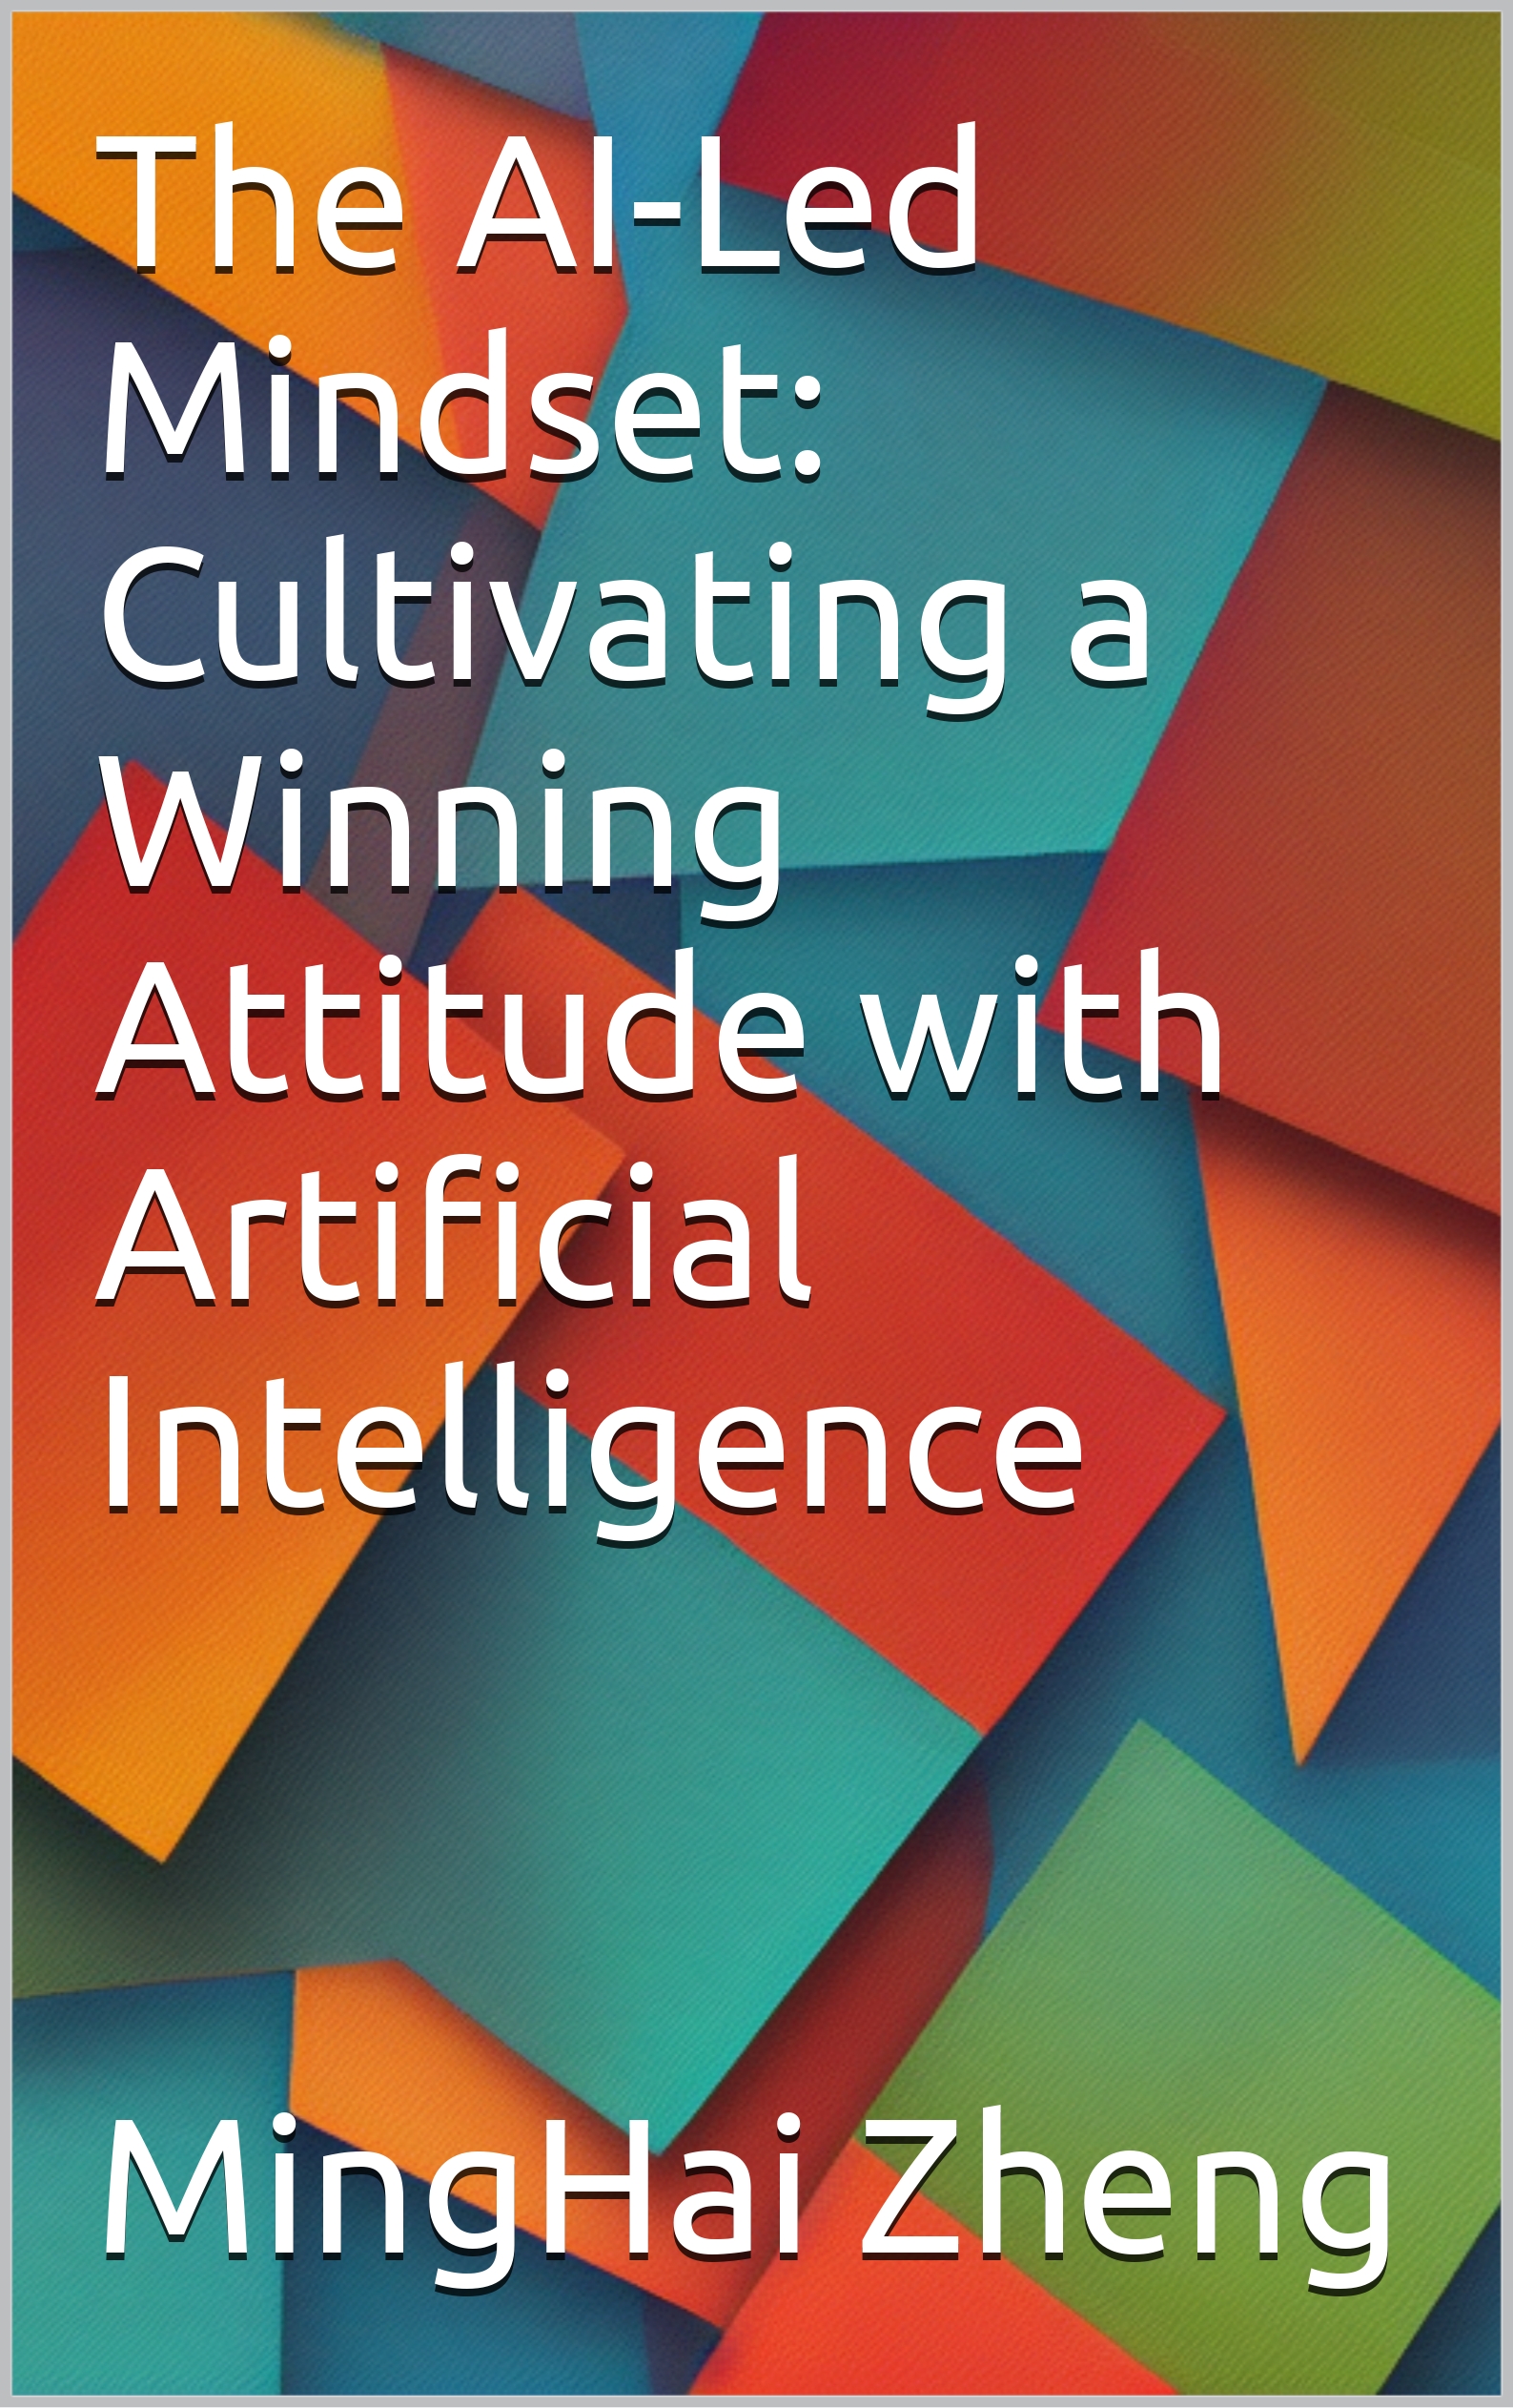 The AI-Led
Mindset:
Cultivating a
Winning
Attitude with
Artificial
Intelligence
MingHai Zheng